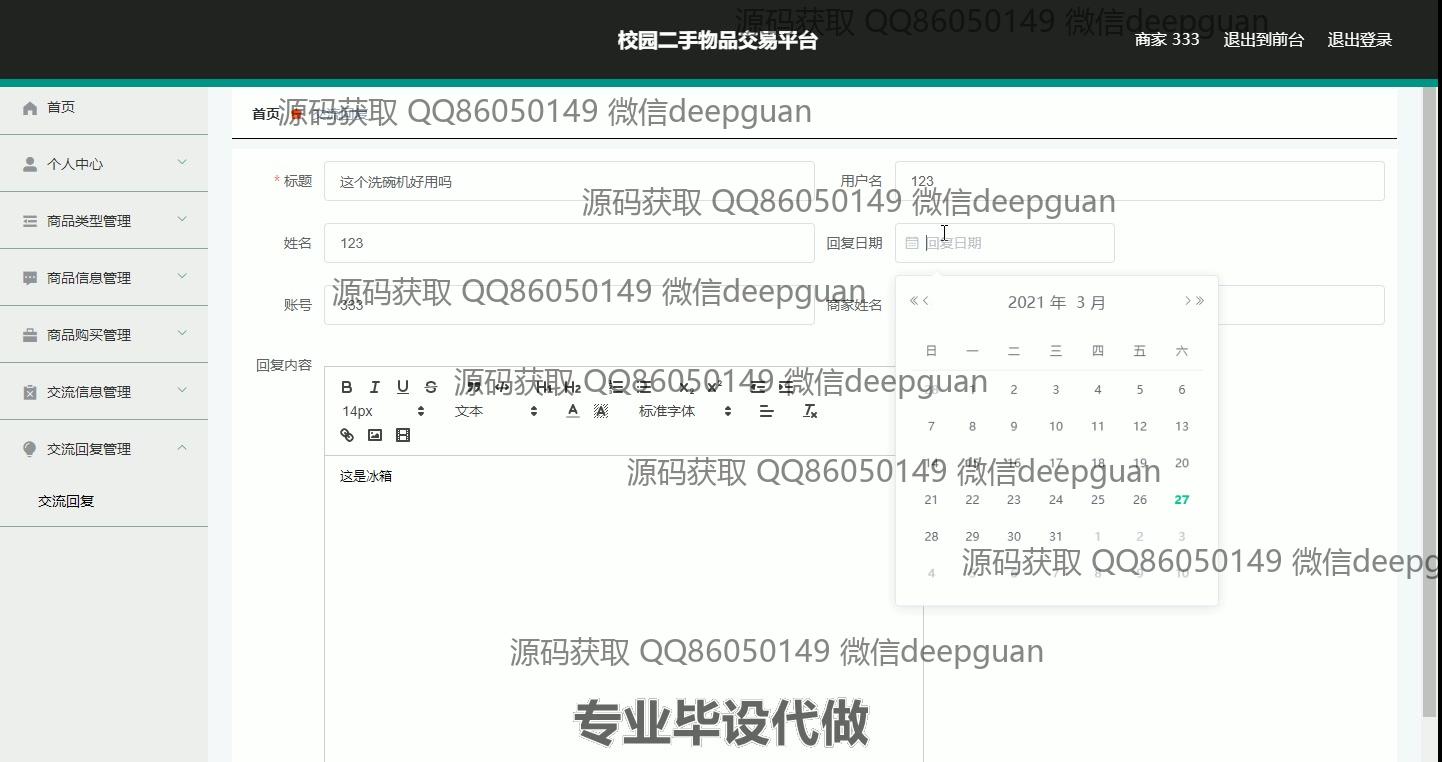 源码获取 QQ86050149 微信deepguan
校园二手物品交易平台
商家 333 退出到前台 退出登录
首页
首页 交流回复
源码获取 QQ86050149 微信deepguan
个人中心
* 标题 这个洗碗机好用吗 用户名 123
源码获取 QQ86050149 微信deepguan
商品类型管理
姓名 123 回复日期 回复日期
商品信息管理
源码获取 QQ86050149 微信deepguan
账号 333 商家姓名
2021 年 3 月
商品购买管理
日 一 二 三 四 五 六
回复内容
B I U S H1 H2 X2 X2
源码获取 QQ86050149 微信deepguan
1 2 3 4 5 6
交流信息管理
14px 文本 A A 标准字体
7 8 9 10 11 12 13
交流回复管理
这是冰箱
14 15 16 17 18 19 20
源码获取 QQ86050149 微信deepguan
交流回复
21 22 23 24 25 26 27
28 29 30 31 1 2 3
源码获取 QQ86050149 微信deepg
4 5 6 7 8 9 10
源码获取 QQ86050149 微信deepguan
专业毕设代做